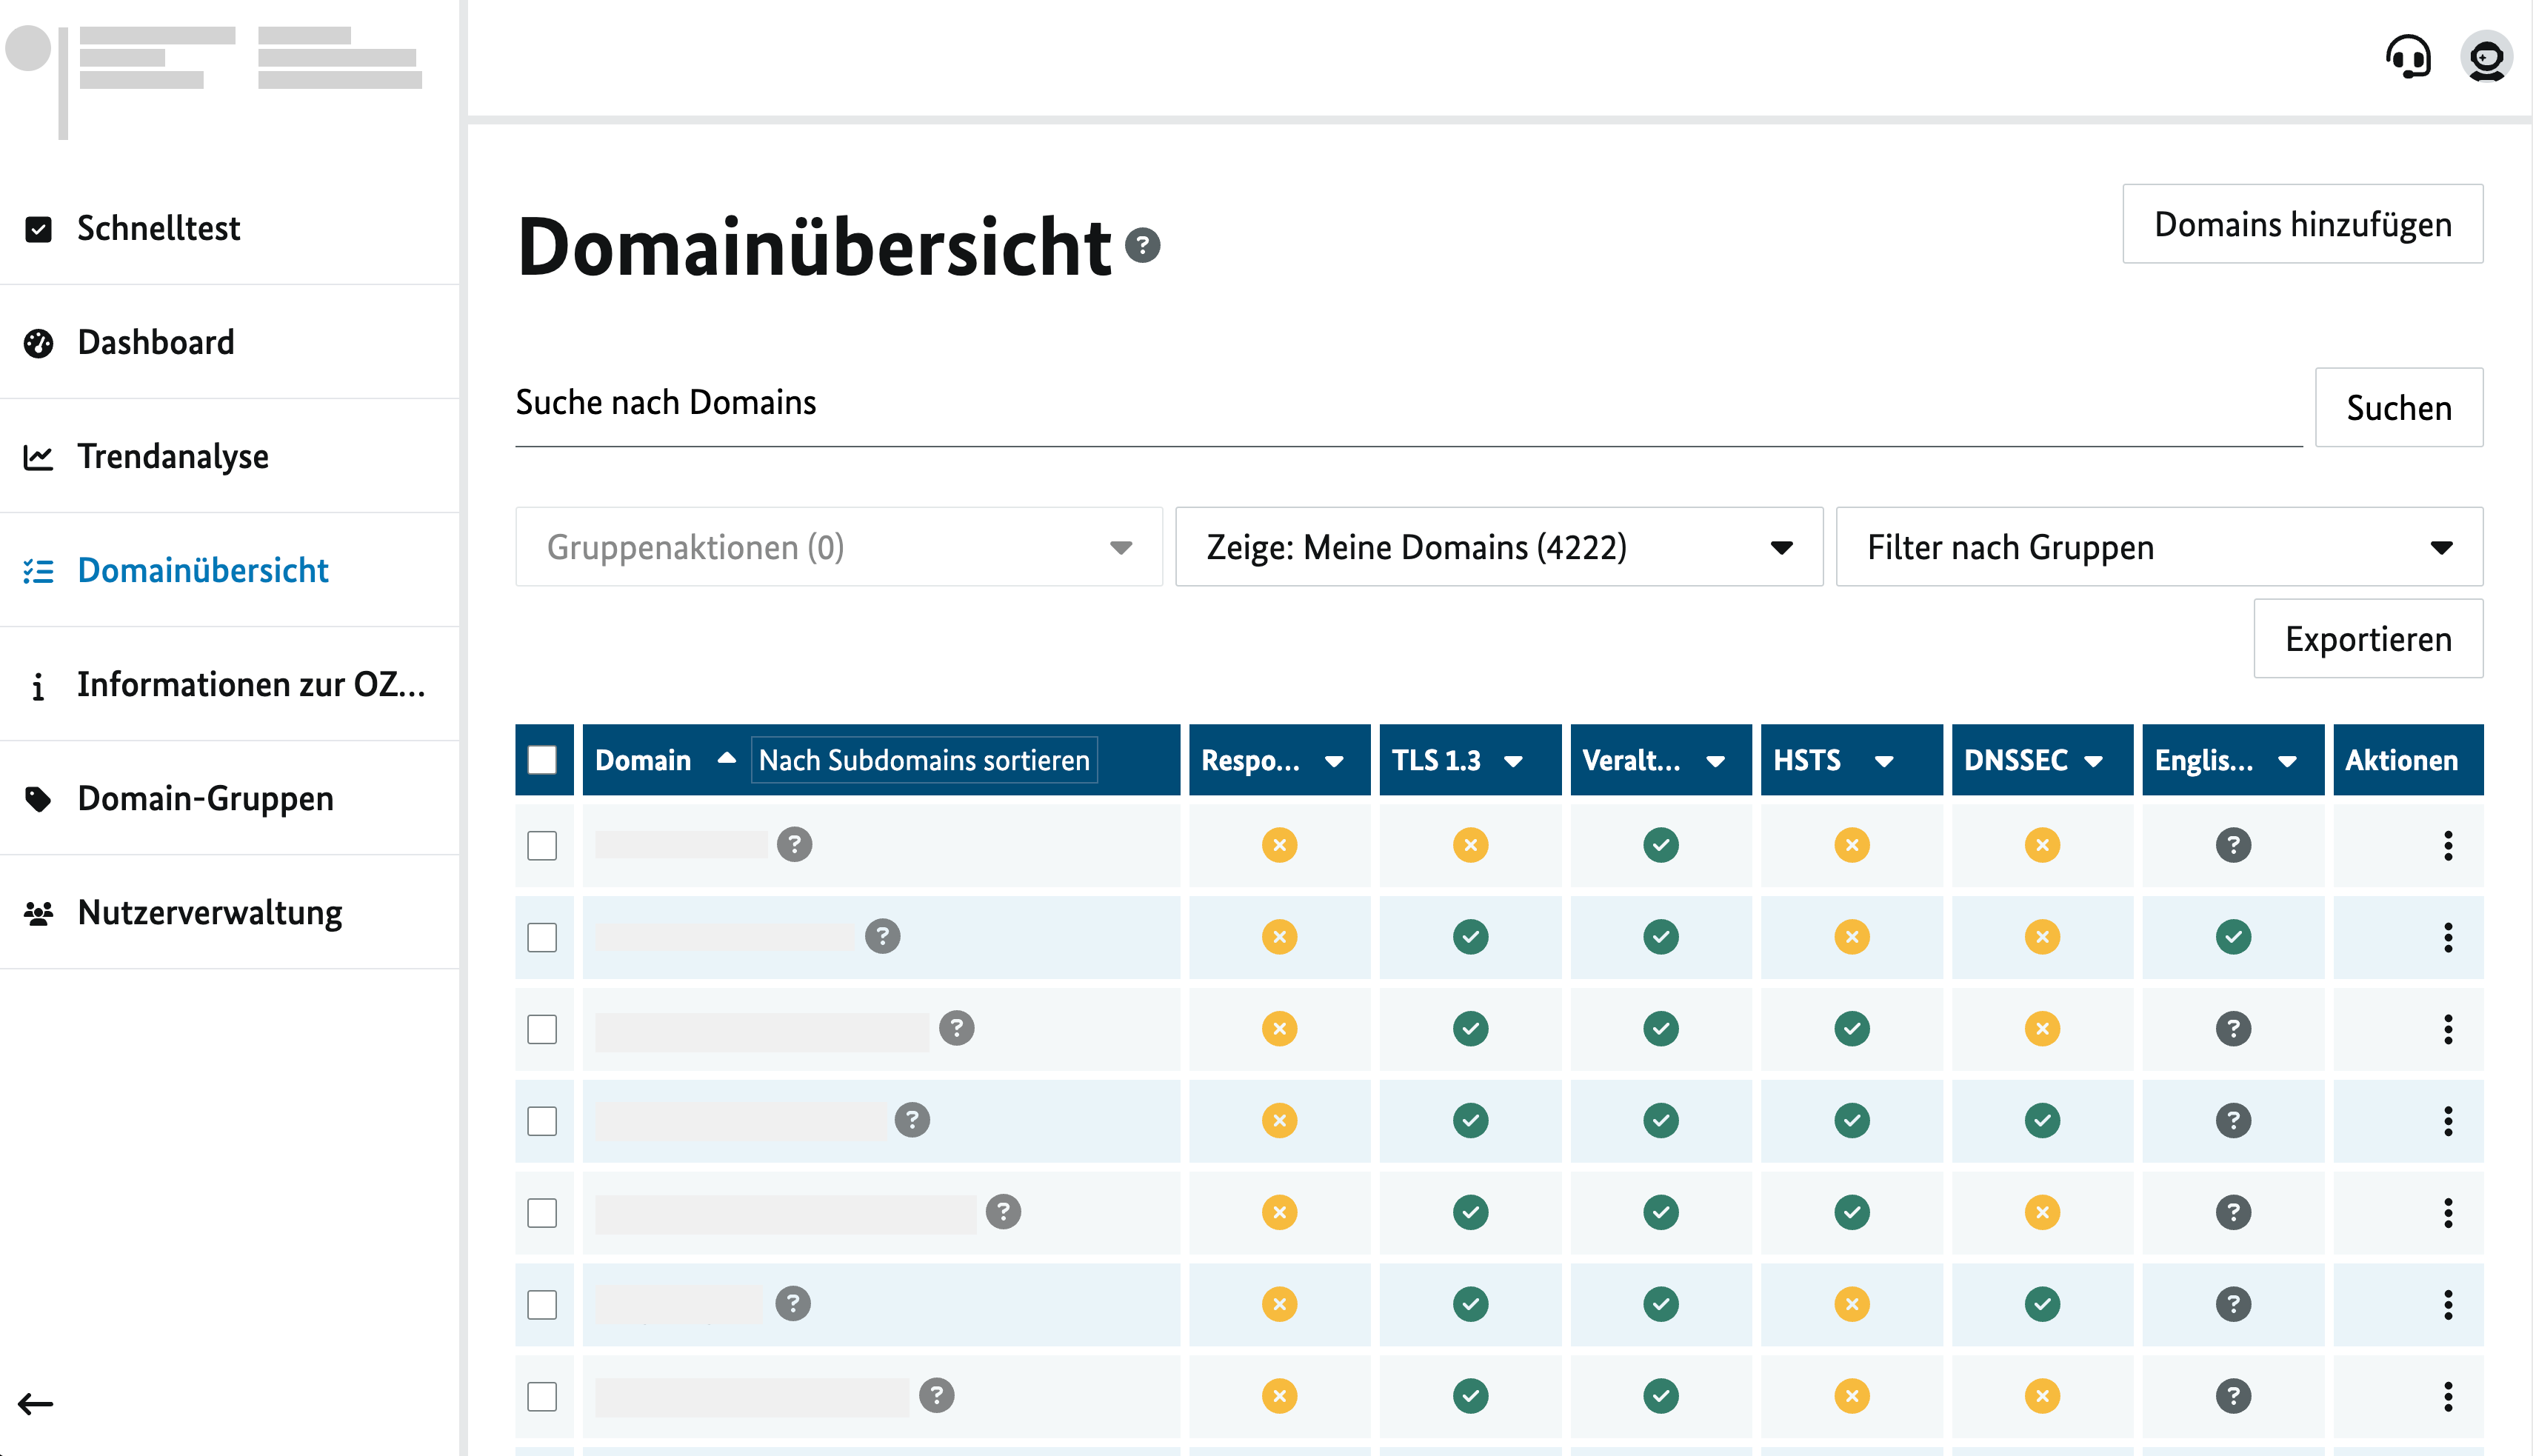 Schnelltest
Dashboard
Trendanalyse
Domainübersicht
Informationen zur OZ...
Domain-Gruppen
Nutzerverwaltung
Domainübersicht
Domains hinzufügen
Suche nach Domains
Suchen
Gruppenaktionen (0)
Zeige: Meine Domains (4222)
Filter nach Gruppen
Exportieren
Domain Nach Subdomains sortieren Respo... TLS 1.3 Veralt... HSTS DNSSEC Englis... Aktionen